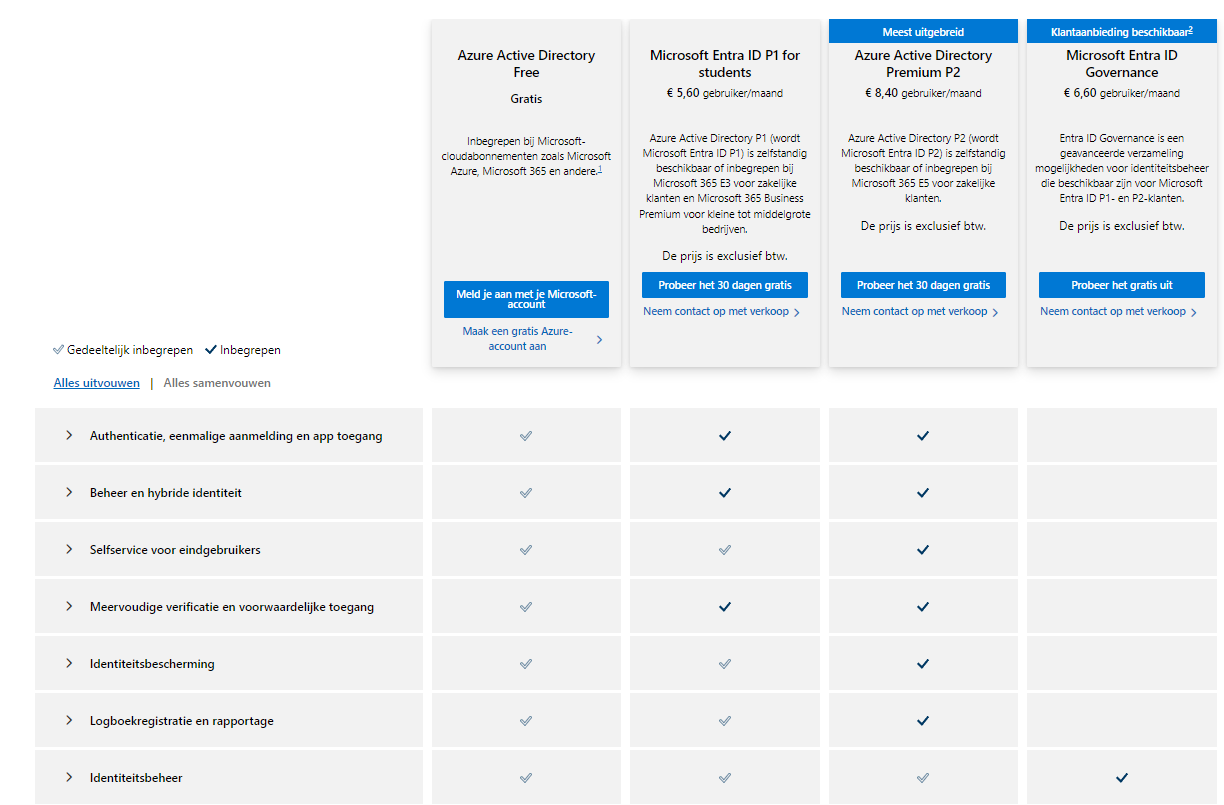 Azure Active Directory
Free
Gratis
Inbegrepen bij Microsoft-
cloudabonnementen zoals Microsoft
Azure, Microsoft 365 en andere.1
Meld je aan met je Microsoft-
account
Maak een gratis Azure-
account aan
Microsoft Entra ID P1 for
students
€ 5,60 gebruiker/maand
Azure Active Directory P1 (wordt
Microsoft Entra ID P1) is zelfstandig
beschikbaar of inbegrepen bij
Microsoft 365 E3 voor zakelijke
klanten en Microsoft 365 Business
Premium voor kleine tot middelgrote
bedrijven.
De prijs is exclusief btw.
Probeer het 30 dagen gratis
Neem contact op met verkoop
Meest uitgebreid
Azure Active Directory
Premium P2
€ 8,40 gebruiker/maand
Azure Active Directory P2 (wordt
Microsoft Entra ID P2) is zelfstandig
beschikbaar of inbegrepen bij
Microsoft 365 E5 voor zakelijke
klanten.
De prijs is exclusief btw.
Probeer het 30 dagen gratis
Neem contact op met verkoop
Klantaanbieding beschikbaar2
Microsoft Entra ID
Governance
€ 6,60 gebruiker/maand
Entra ID Governance is een
geavanceerde verzameling
mogelijkheden voor identiteitsbeheer
die beschikbaar zijn voor Microsoft
Entra ID P1- en P2-klanten.
De prijs is exclusief btw.
Probeer het gratis uit
Neem contact op met verkoop
Gedeeltelijk inbegrepen Inbegrepen
Alles uitvouwen | Alles samenvouwen
Authenticatie, eenmalige aanmelding en app toegang
Beheer en hybride identiteit
Selfservice voor eindgebruikers
Meervoudige verificatie en voorwaardelijke toegang
Identiteitsbescherming
Logboekregistratie en rapportage
Identiteitsbeheer